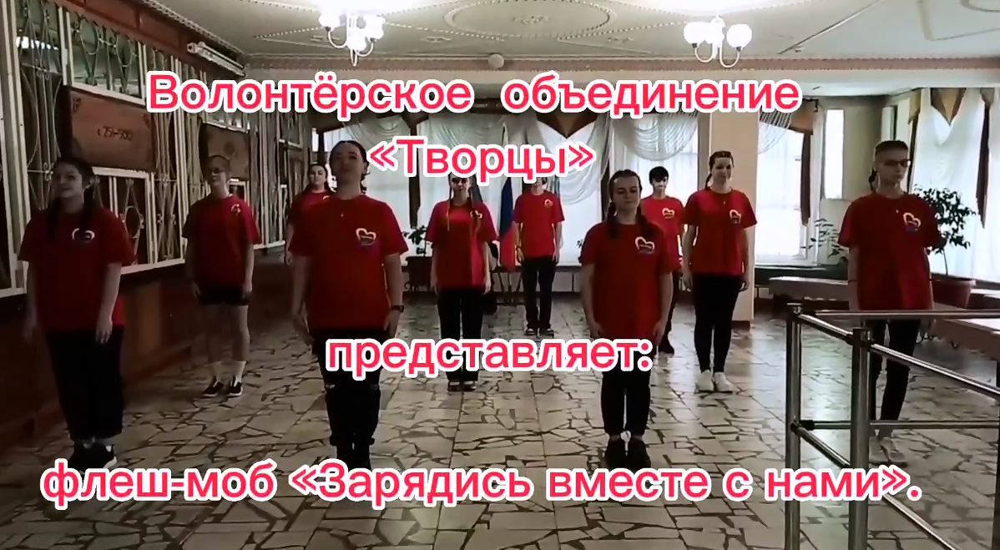 Волонтёрское объединение
«Творцы»
представляет:
флеш-моб «Зарядись вместе с нами».